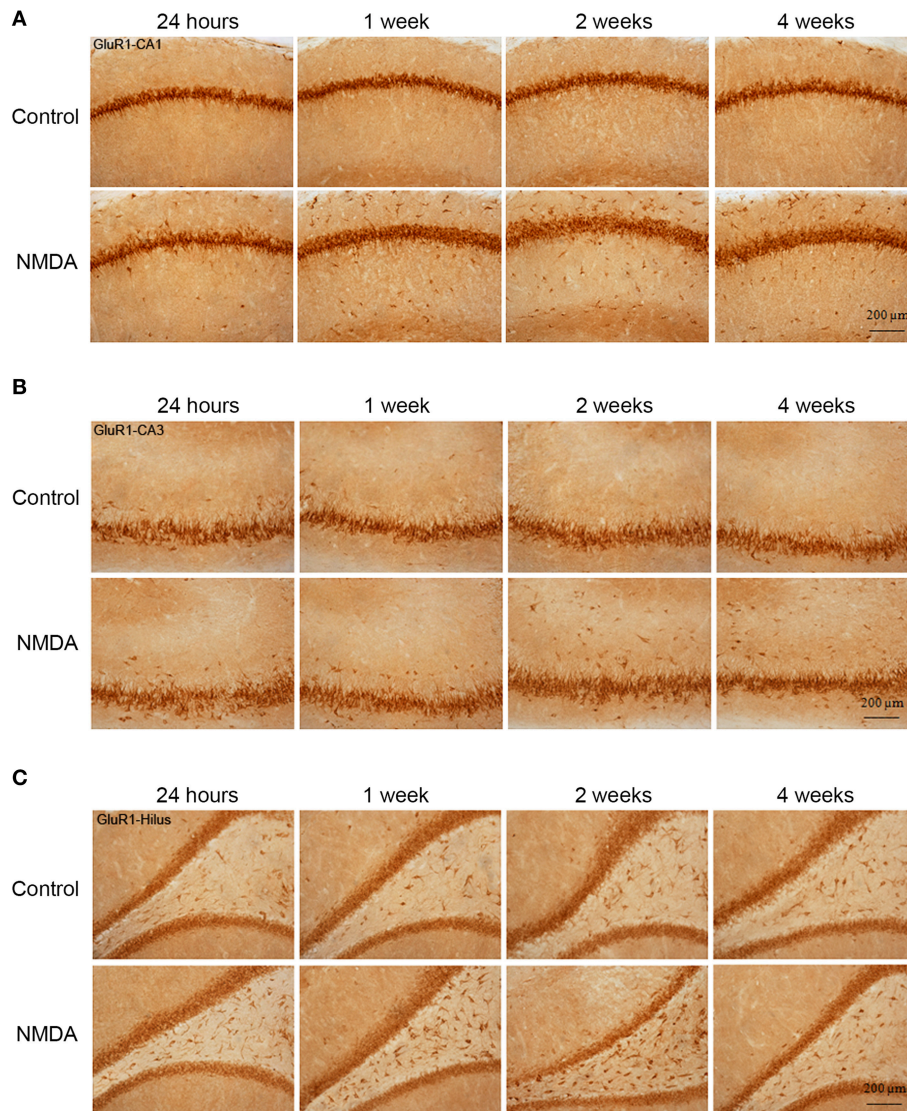 A
24 hours 1 week 2 weeks 4 weeks
GluR1-CA1
Control
NMDA
200 µm
B
24 hours 1 week 2 weeks 4 weeks
GluR1-CA3
Control
NMDA
200 µm
C
24 hours 1 week 2 weeks 4 weeks
GluR1-Hilus
Control
NMDA
200 µm